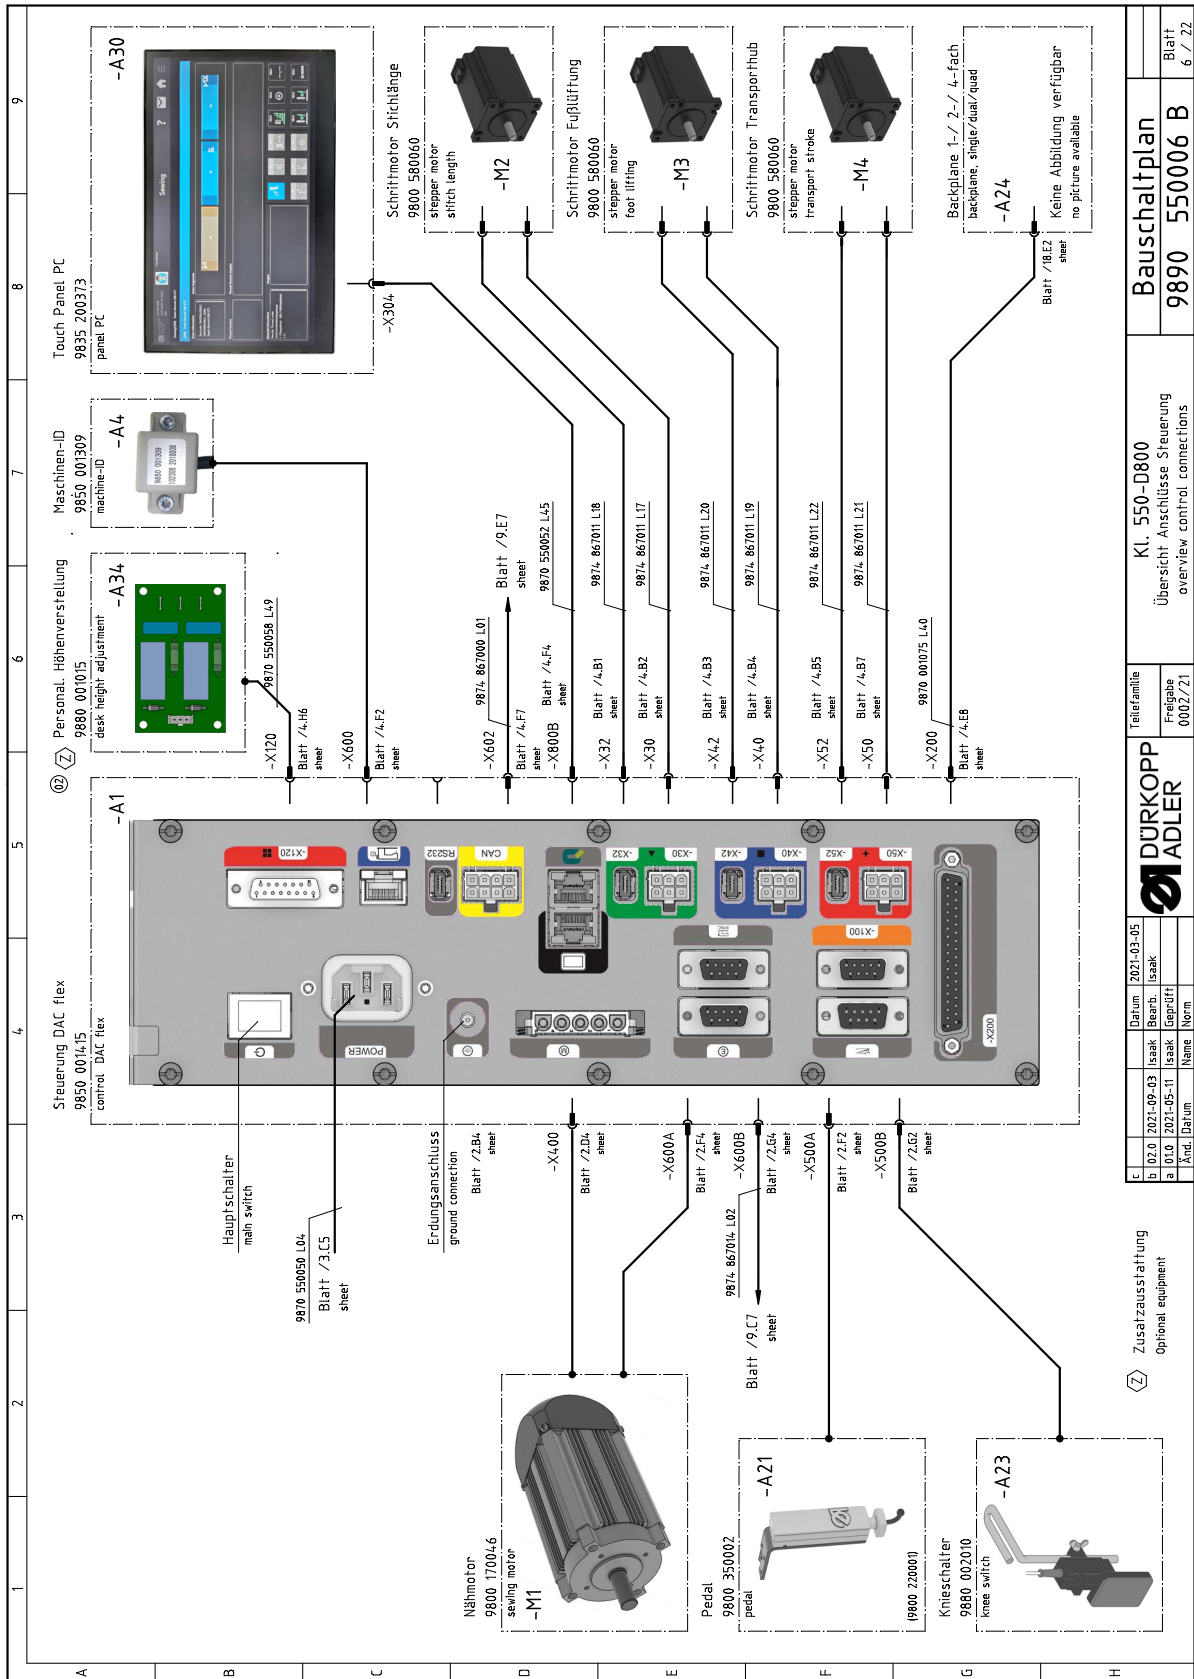 1
2
3
4
5
6
7
8
9
A
B
C
D
E
F
G
H
Steuerung DAC flex
9850 001415
control DAC flex
-A1
Hauptschalter
main switch
9870 550050 L04
Blatt /3.C5
sheet
Erdungsanschluss
ground connection
Blatt /2.B4
sheet
-X400
Blatt /2.D4
sheet
-X600A
Blatt /2.F4
sheet
-X600B
Blatt /2.G4
sheet
9874 867014 L02
Blatt /9.C7
sheet
-X500A
Blatt /2.F2
sheet
-X500B
Blatt /2.G2
sheet
Nähmotor
9800 170046
sewing motor
-M1
Pedal
9800 350002
pedal
-A21
(9800 220001)
Knieschalter
9880 002010
knee switch
-A23
POWER
-X120
ID
RS232
CAN
-X32
-X30
-X42
-X40
-X52
-X50
SYNC
-X100
-X200
02
Z
Personal. Höhenverstellung
9880 001015
desk height adjustment
-A34
9870 550058 L49
-X120
Blatt /4.H6
sheet
Maschinen-ID
9850 001309
machine-ID
-A4
9850 001309
-X600
Blatt /4.F2
sheet
Touch Panel PC
9835 200373
panel PC
-A30
Sewing
-X304
-X602
Blatt /4.F7
sheet
9874 867000 L01
Blatt /9.E7
sheet
-X800B
Blatt /4.F4
sheet
9870 550052 L45
-X32
Blatt /4.B1
sheet
9874 867011 L18
-X30
Blatt /4.B2
sheet
9874 867011 L17
-X42
Blatt /4.B3
sheet
9874 867011 L20
-X40
Blatt /4.B4
sheet
9874 867011 L19
-X52
Blatt /4.B5
sheet
9874 867011 L22
-X50
Blatt /4.B7
sheet
9874 867011 L21
-X200
Blatt /4.E8
sheet
9870 001075 L40
Schrittmotor Stichlänge
9800 580060
stepper motor
stitch length
-M2
Schrittmotor Fußlüftung
9800 580060
stepper motor
foot lifting
-M3
Schrittmotor Transporthub
9800 580060
stepper motor
transport stroke
-M4
Backplane 1-/ 2-/ 4-fach
backplane, single/dual/quad
-A24
Keine Abbildung verfügbar
no picture available
Blatt /18.E2
sheet
Z
Zusatzausstattung
Optional equipment
c
b 02.0 2021-09-03 Isaak
a 01.0 2021-05-11 Isaak
Änd. Datum Name
Datum 2021-03-05
Bearb. Isaak
Geprüft
Norm
DÜRKOPP
ADLER
Teilefamilie
Freigabe
0002/21
Kl. 550-D800
Übersicht Anschlüsse Steuerung
overview control connections
Bauschaltplan
9890 550006 B
Blatt
6 / 22